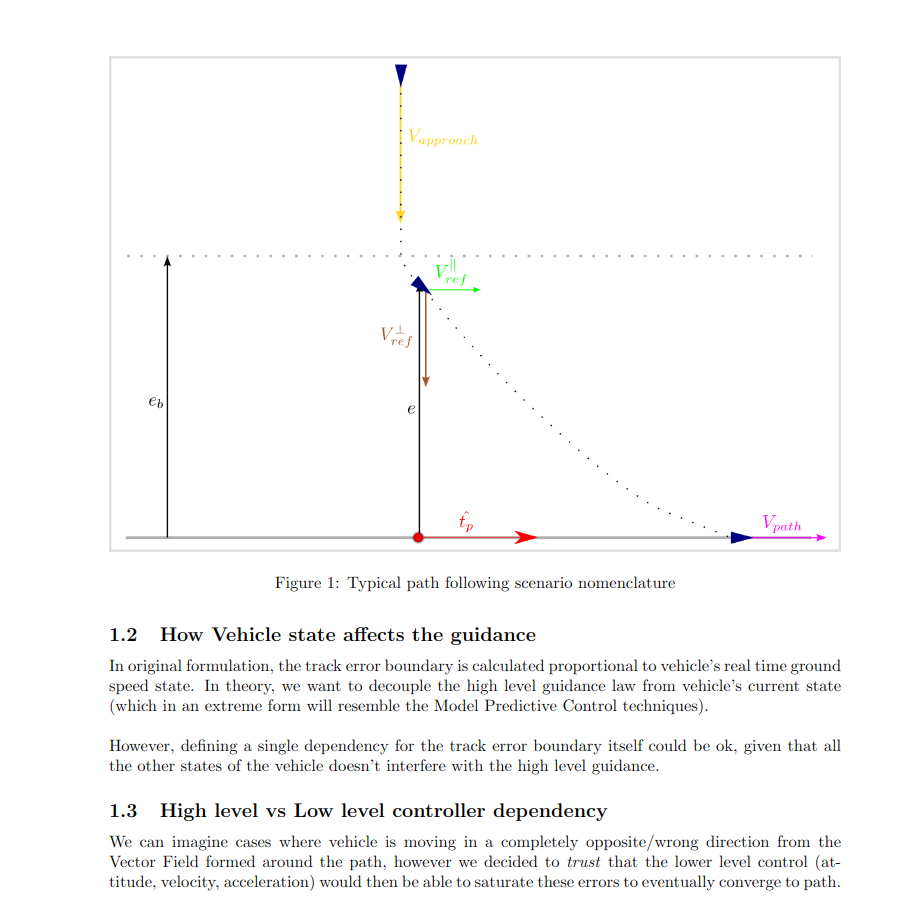 V_{approach}
V_{ref}^{||}
V_{ref}^{⊥}
e_b
e
\hat{t_p}
V_{path}
Figure 1: Typical path following scenario nomenclature
1.2 How Vehicle state affects the guidance
In original formulation, the track error boundary is calculated proportional to vehicle's real time ground
speed state. In theory, we want to decouple the high level guidance law from vehicle's current state
(which in an extreme form will resemble the Model Predictive Control techniques).
However, defining a single dependency for the track error boundary itself could be ok, given that all
the other states of the vehicle doesn't interfere with the high level guidance.
1.3 High level vs Low level controller dependency
We can imagine cases where vehicle is moving in a completely opposite/wrong direction from the
Vector Field formed around the path, however we decided to trust that the lower level control (at-
titude, velocity, acceleration) would then be able to saturate these errors to eventually converge to path.